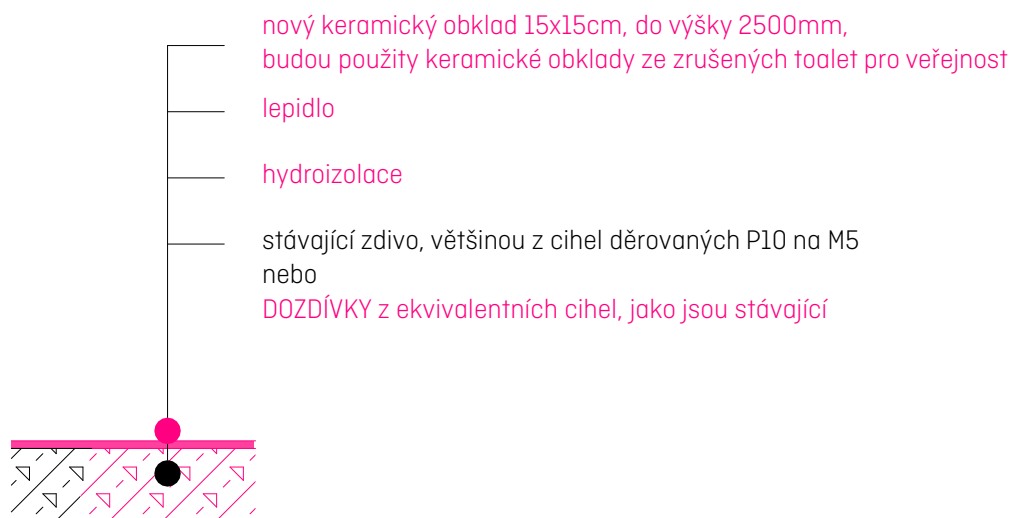 nový keramický obklad 15x15cm, do výšky 2500mm,
budou použity keramické obklady ze zrušených toalet pro veřejnost
lepidlo
hydroizolace
stávající zdivo, většinou z cihel děrovaných P10 na M5
nebo
DOZDÍVKY z ekvivalentních cihel, jako jsou stávající